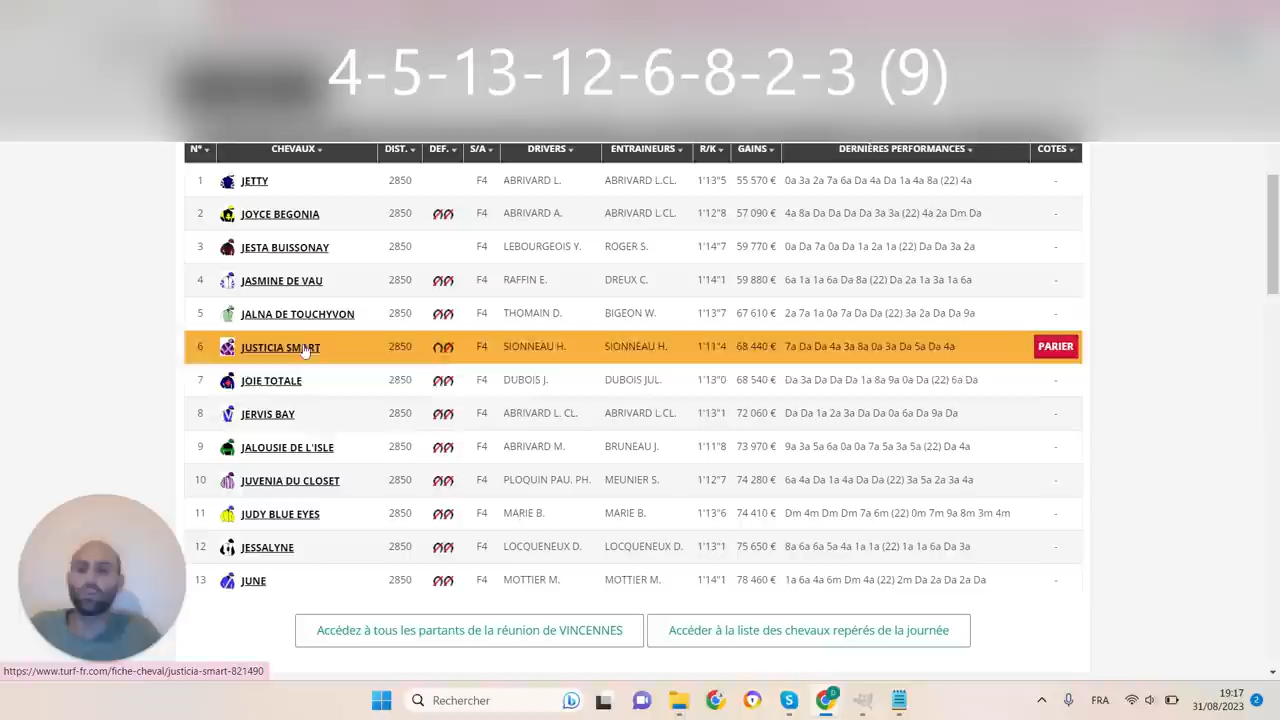 4-5-13-12-6-8-2-3 (9)
N° CHEVAUX DIST. DEF. S/A DRIVERS ENTRAINEURS R/K GAINS DERNIÈRES PERFORMANCES COTES
1 JETTY 2850 F4 ABRIVARD L. ABRIVARD L.CL. 1'13"5 55 570 € 0a 3a 2a 7a 6a Da 4a Da 1a 4a 8a (22) 4a -
2 JOYCE BEGONIA 2850 F4 ABRIVARD A. ABRIVARD L.CL. 1'12"8 57 090 € 4a 8a Da Da Da Da 3a 3a (22) 4a 2a Dm Da -
3 JESTA BUISSONAY 2850 F4 LEBOURGEOIS Y. ROGER S. 1'14"7 59 770 € 0a Da 7a 0a Da 1a 2a 1a (22) Da Da 3a 2a -
4 JASMINE DE VAU 2850 F4 RAFFIN E. DREUX C. 1'14"1 59 880 € 6a 1a 1a 6a Da 8a (22) Da 2a 1a 3a 1a 6a -
5 JALNA DE TOUCHYVON 2850 F4 THOMAIN D. BIGEON W. 1'13"7 67 610 € 2a 7a 1a 0a 7a Da Da (22) 3a 2a Da Da 9a -
6 JUSTICIA SMART 2850 F4 SIONNEAU H. SIONNEAU H. 1'11"4 68 440 € 7a Da Da 4a 3a 8a 0a 3a Da 5a Da 4a PARIER
7 JOIE TOTALE 2850 F4 DUBOIS J. DUBOIS JUL. 1'13"0 68 540 € Da 3a Da Da Da 1a 8a 9a 0a Da (22) 6a Da -
8 JERVIS BAY 2850 F4 ABRIVARD L. CL. ABRIVARD L.CL. 1'13"1 72 060 € Da Da 1a 2a 3a Da Da 0a 6a Da 9a Da -
9 JALOUSIE DE L'ISLE 2850 F4 ABRIVARD M. BRUNEAU J. 1'11"8 73 970 € 9a 3a 5a 6a 0a 0a 7a 5a 3a 5a (22) Da 4a -
10 JUVENIA DU CLOSET 2850 F4 PLOQUIN PAU. PH. MEUNIER S. 1'12"7 74 280 € 6a 4a Da 1a 4a Da Da (22) 3a 5a 2a 3a 4a -
11 JUDY BLUE EYES 2850 F4 MARIE B. MARIE B. 1'13"6 74 410 € Dm 4m Dm Dm 7a 6m (22) 0m 7m 9a 8m 3m 4m -
12 JESSALYNE 2850 F4 LOCQUENEUX D. LOCQUENEUX D. 1'13"1 75 650 € 8a 6a 6a 5a 4a 1a 1a (22) 1a 1a 6a Da 3a -
13 JUNE 2850 F4 MOTTIER M. MOTTIER M. 1'14"1 78 460 € 1a 6a 4a 6m Dm 4a (22) 2m Da 2a Da 2a Da -
Accédez à tous les partants de la réunion de VINCENNES Accéder à la liste des chevaux repérés de la journée
https://www.turf-fr.com/fiche-cheval/justicia-smart-821490
Rechercher FRA 19:17
31/08/2023 2